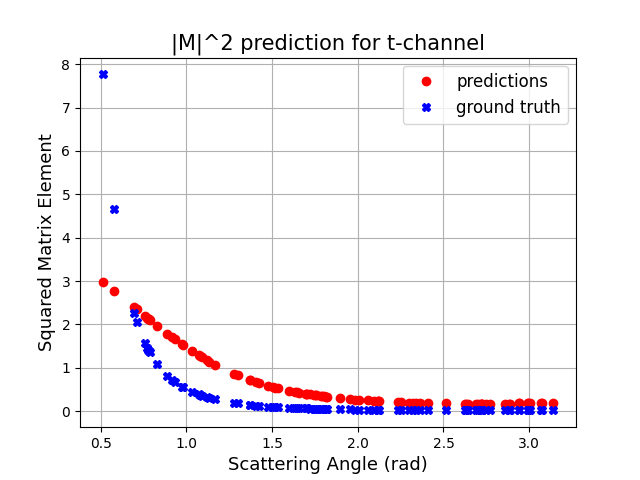 |M|^2 prediction for t-channel
Squared Matrix Element
8
7
6
5
4
3
2
1
0
predictions
ground truth
0.5 1.0 1.5 2.0 2.5 3.0
Scattering Angle (rad)